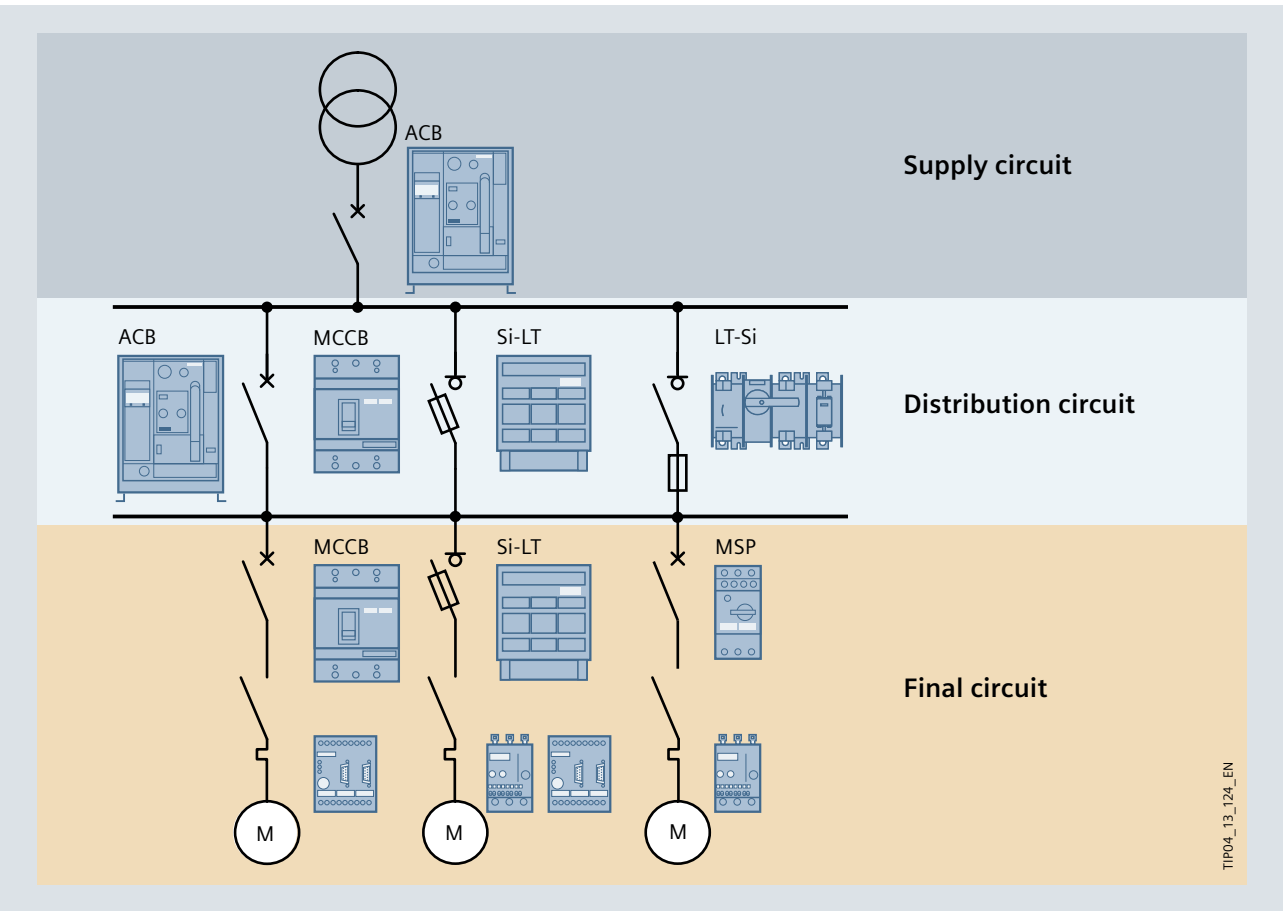 ACB
Supply circuit
ACB
MCCB
Si-LT
LT-Si
Distribution circuit
MCCB
Si-LT
MSP
Final circuit
M
M
M
TIP04_13_124_EN